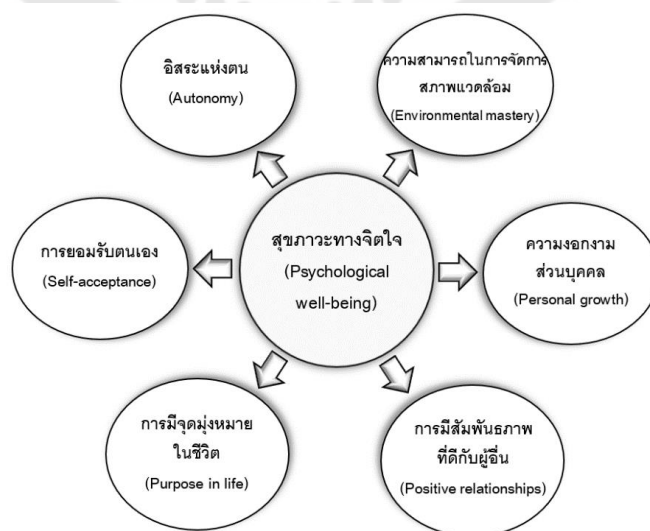 อิสระแห่งตน
(Autonomy)
ความสามารถในการจัดการ
สภาพแวดล้อม
(Environmental mastery)
การยอมรับตนเอง
(Self-acceptance)
สุขภาวะทางจิตใจ
(Psychological
well-being)
ความงอกงาม
ส่วนบุคคล
(Personal growth)
การมีจุดมุ่งหมาย
ในชีวิต
(Purpose in life)
การมีสัมพันธภาพ
ที่ดีกับผู้อื่น
(Positive relationships)